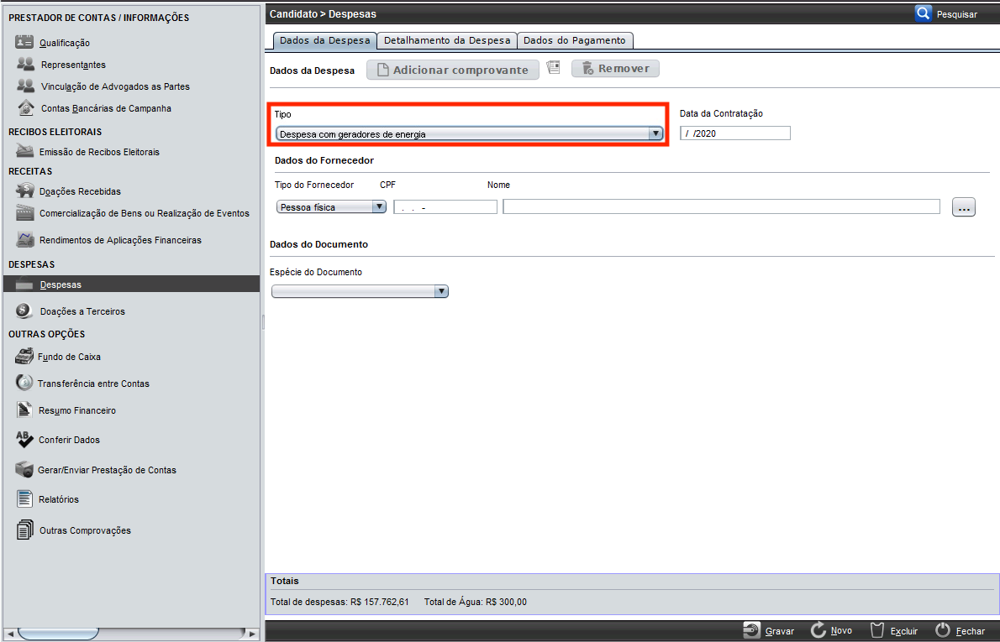 PRESTADOR DE CONTAS / INFORMAÇÕES
Qualificação
Representantes
Vinculação de Advogados as Partes
Contas Bancárias de Campanha
RECIBOS ELEITORAIS
Emissão de Recibos Eleitorais
RECEITAS
Doações Recebidas
Comercialização de Bens ou Realização de Eventos
Rendimentos de Aplicações Financeiras
DESPESAS
Despesas
Doações a Terceiros
OUTRAS OPÇÕES
Fundo de Caixa
Transferência entre Contas
Resumo Financeiro
Conferir Dados
Gerar/Enviar Prestação de Contas
Relatórios
Outras Comprovações
Candidato > Despesas
Pesquisar
Dados da Despesa Detalhamento da Despesa Dados do Pagamento
Dados da Despesa Adicionar comprovante Remover
Tipo Data da Contratação
Despesa com geradores de energia / /2020
Dados do Fornecedor
Tipo do Fornecedor CPF Nome
Pessoa física . . - ...
Dados do Documento
Espécie do Documento
Totais
Total de despesas: R$ 157.762,61 Total de Água: R$ 300,00
Gravar Novo Excluir Fechar